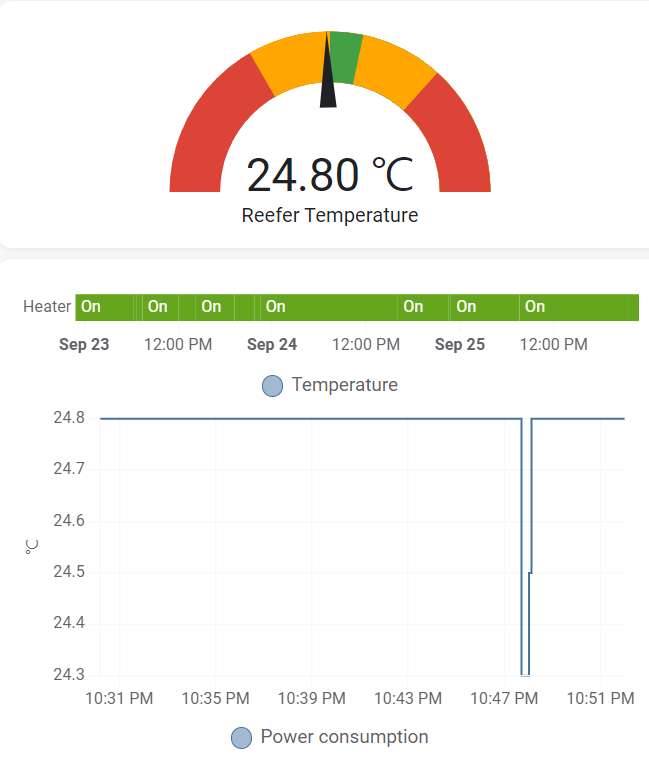 24.80 °C
Reefer Temperature
Heater On On On On On On On
Sep 23 12:00 PM Sep 24 12:00 PM Sep 25 12:00 PM
Temperature
24.8
24.7
24.6
°C
24.5
24.4
24.3
10:31 PM 10:35 PM 10:39 PM 10:43 PM 10:47 PM 10:51 PM
Power consumption